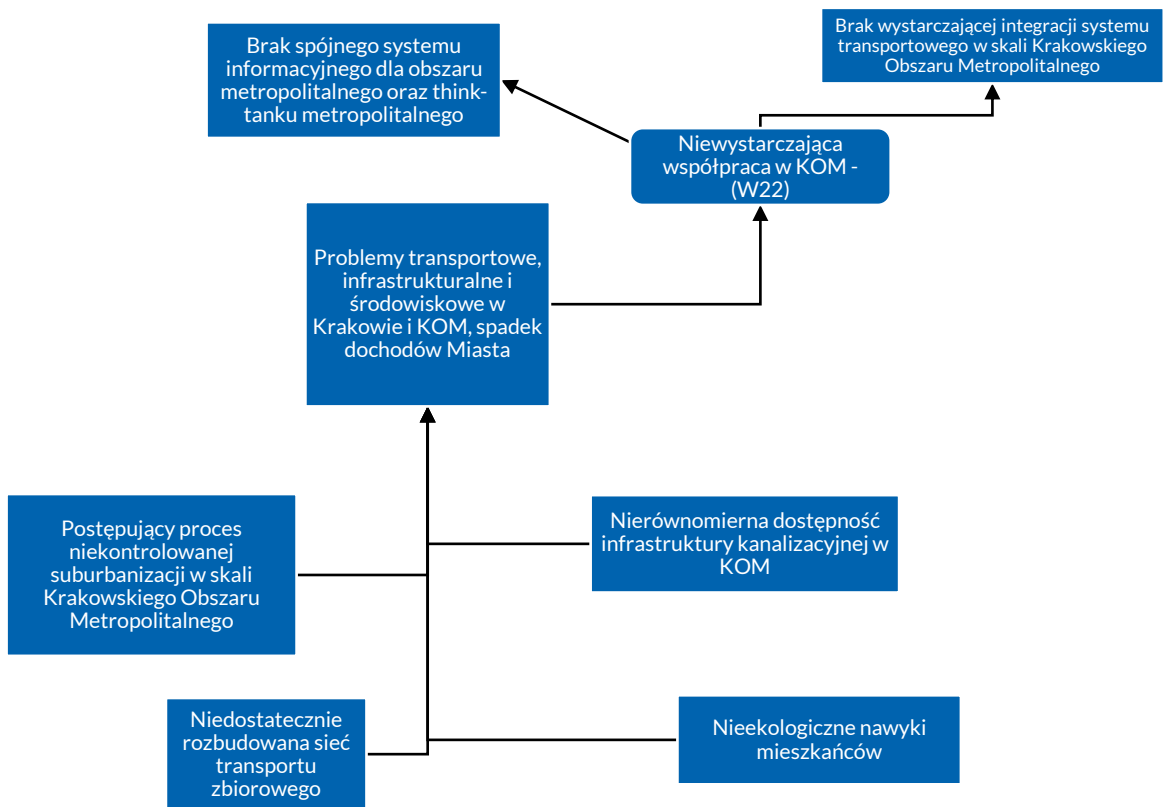 Brak spójnego systemu
informacyjnego dla obszaru
metropolitalnego oraz think-
tanku metropolitalnego
Brak wystarczającej integracji systemu
transportowego w skali Krakowskiego
Obszaru Metropolitalnego
Niewystarczająca
współpraca w KOM -
(W22)
Problemy transportowe,
infrastrukturalne i
środowiskowe w
Krakowie i KOM, spadek
dochodów Miasta
Postępujący proces
niekontrolowanej
suburbanizacji w skali
Krakowskiego Obszaru
Metropolitalnego
Nierównomierna dostępność
infrastruktury kanalizacyjnej w
KOM
Niedostatecznie
rozbudowana sieć
transportu
zbiorowego
Nieekologiczne nawyki
mieszkańców